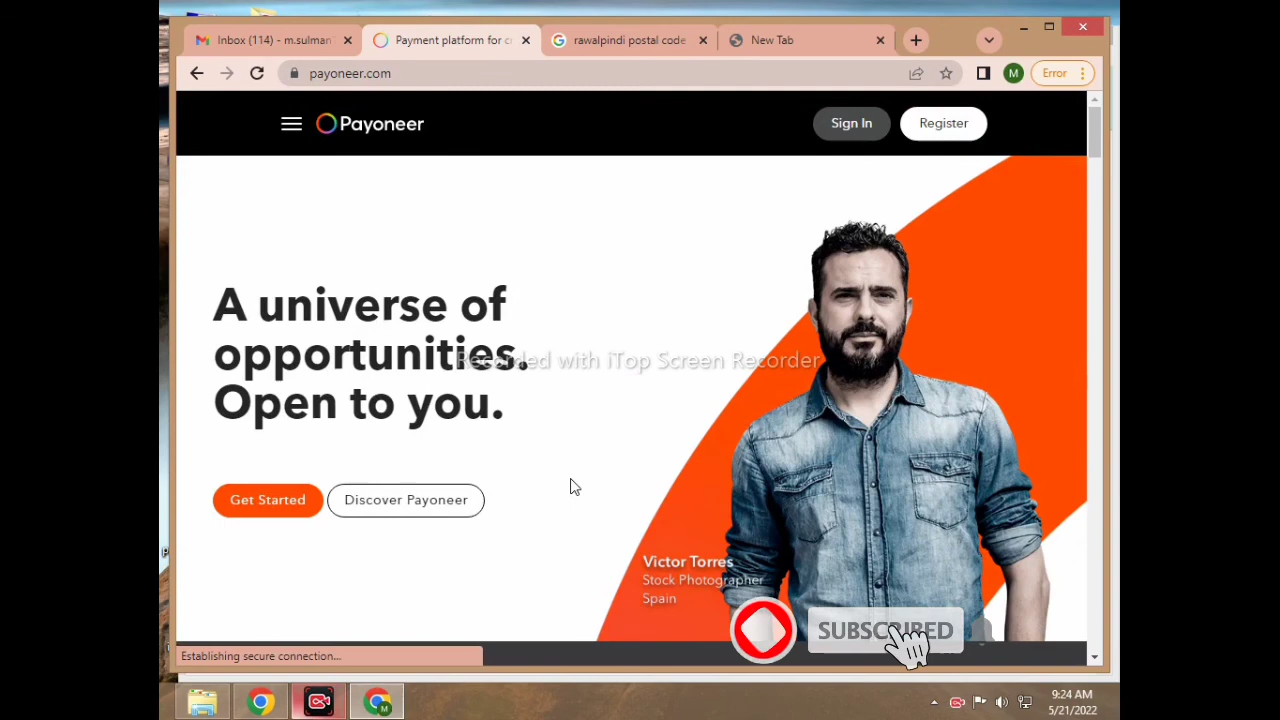 Inbox (114) - m.sulman
Payment platform for c
rawalpindi postal code
New Tab
payoneer.com
M
Error
Payoneer
Sign In
Register
A universe of
opportunities.
Open to you.
Recorded with iTop Screen Recorder
Get Started
Discover Payoneer
Victor Torres
Stock Photographer
Spain
SUBSCRIBED
Establishing secure connection...
9:24 AM
5/21/2022